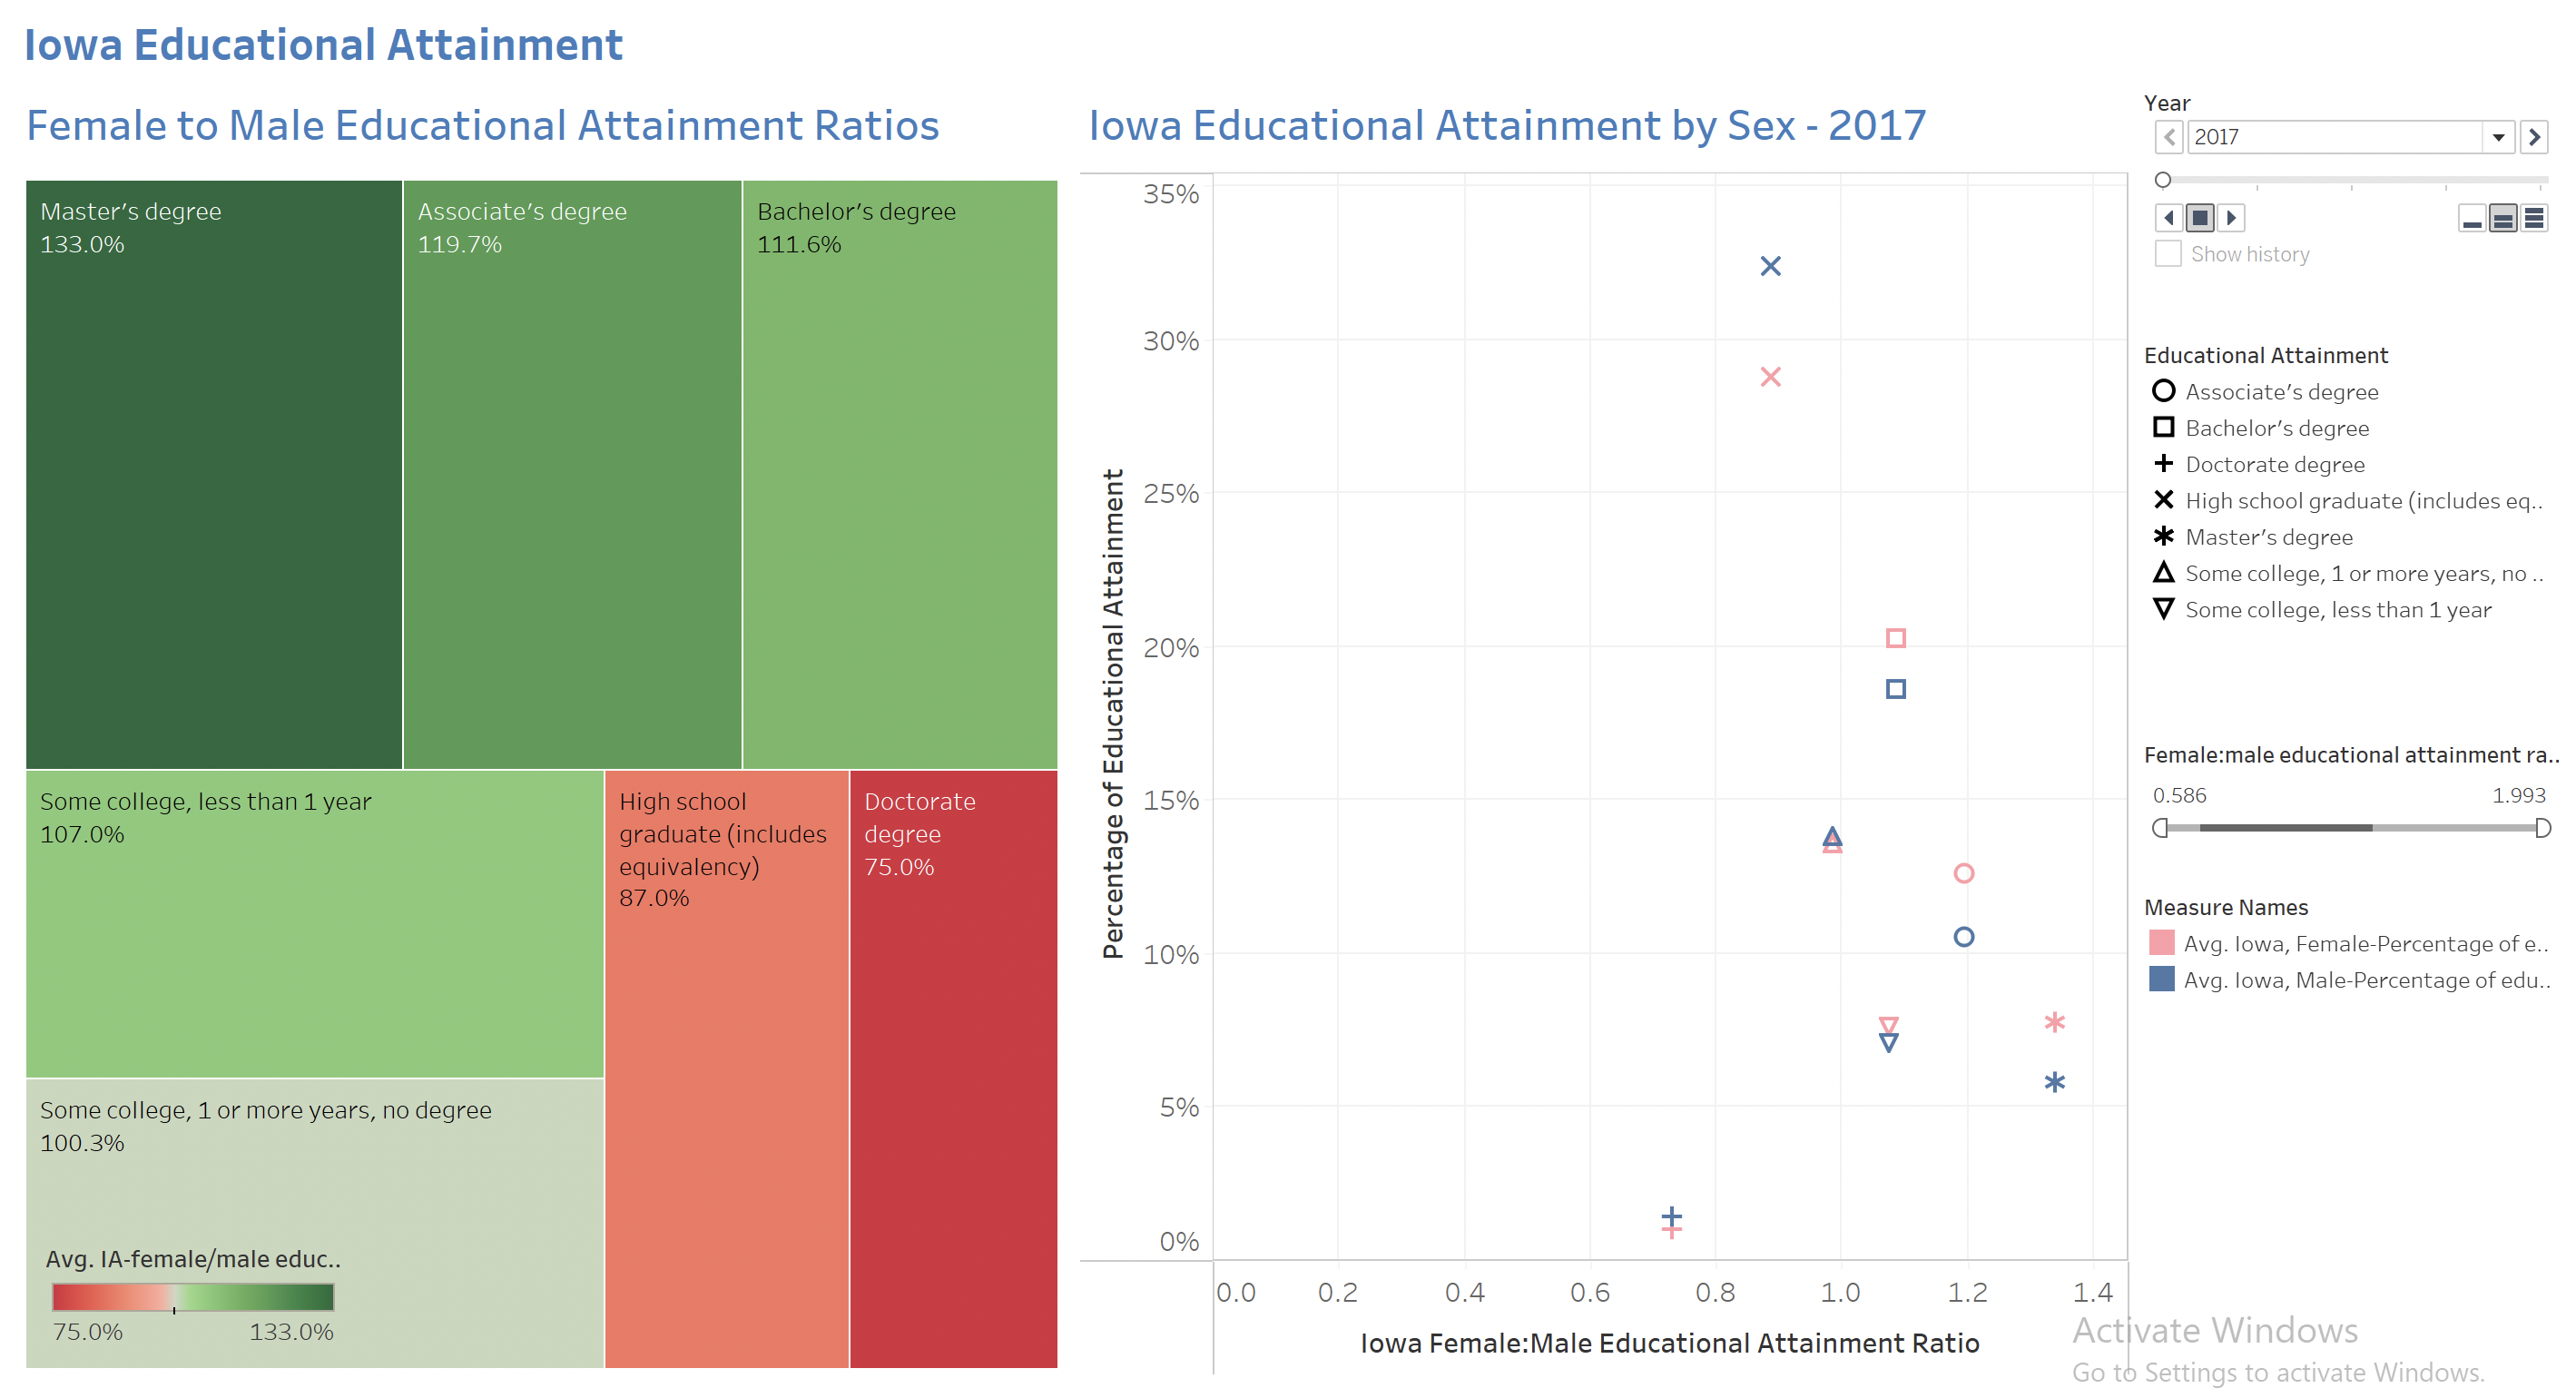 Iowa Educational Attainment
Female to Male Educational Attainment Ratios
Master's degree
133.0%
Associate's degree
119.7%
Bachelor's degree
111.6%
Some college, less than 1 year
107.0%
High school
graduate (includes
equivalency)
87.0%
Doctorate
degree
75.0%
Some college, 1 or more years, no degree
100.3%
Avg. IA-female/male educ..
75.0% 133.0%
Iowa Educational Attainment by Sex - 2017
Percentage of Educational Attainment
35%
30%
25%
20%
15%
10%
5%
0%
0.0 0.2 0.4 0.6 0.8 1.0 1.2 1.4
Iowa Female:Male Educational Attainment Ratio
Year
2017
Show history
Educational Attainment
Associate's degree
Bachelor's degree
Doctorate degree
High school graduate (includes eq..
Master's degree
Some college, 1 or more years, no ..
Some college, less than 1 year
Female:male educational attainment ra..
0.586 1.993
Measure Names
Avg. Iowa, Female-Percentage of e..
Avg. Iowa, Male-Percentage of edu..
Activate Windows
Go to Settings to activate Windows.